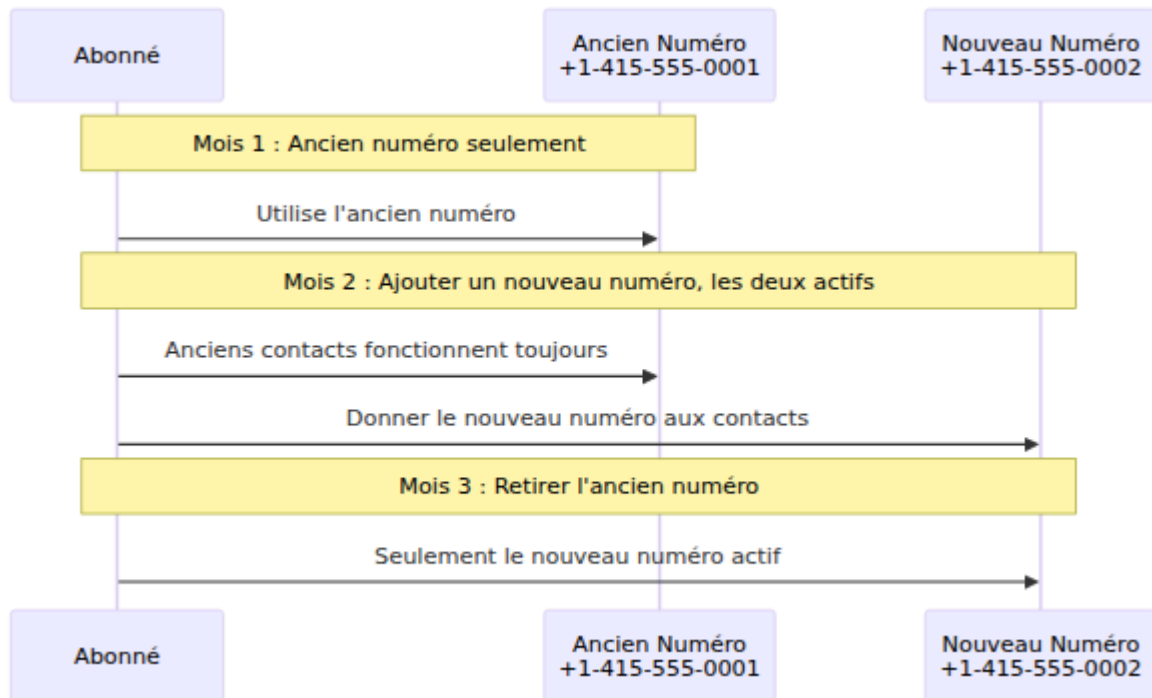 Abonné
Ancien Numéro
+1-415-555-0001
Nouveau Numéro
+1-415-555-0002
Mois 1 : Ancien numéro seulement
Utilise l'ancien numéro
Mois 2 : Ajouter un nouveau numéro, les deux actifs
Anciens contacts fonctionnent toujours
Donner le nouveau numéro aux contacts
Mois 3 : Retirer l'ancien numéro
Seulement le nouveau numéro actif
Abonné
Ancien Numéro
+1-415-555-0001
Nouveau Numéro
+1-415-555-0002